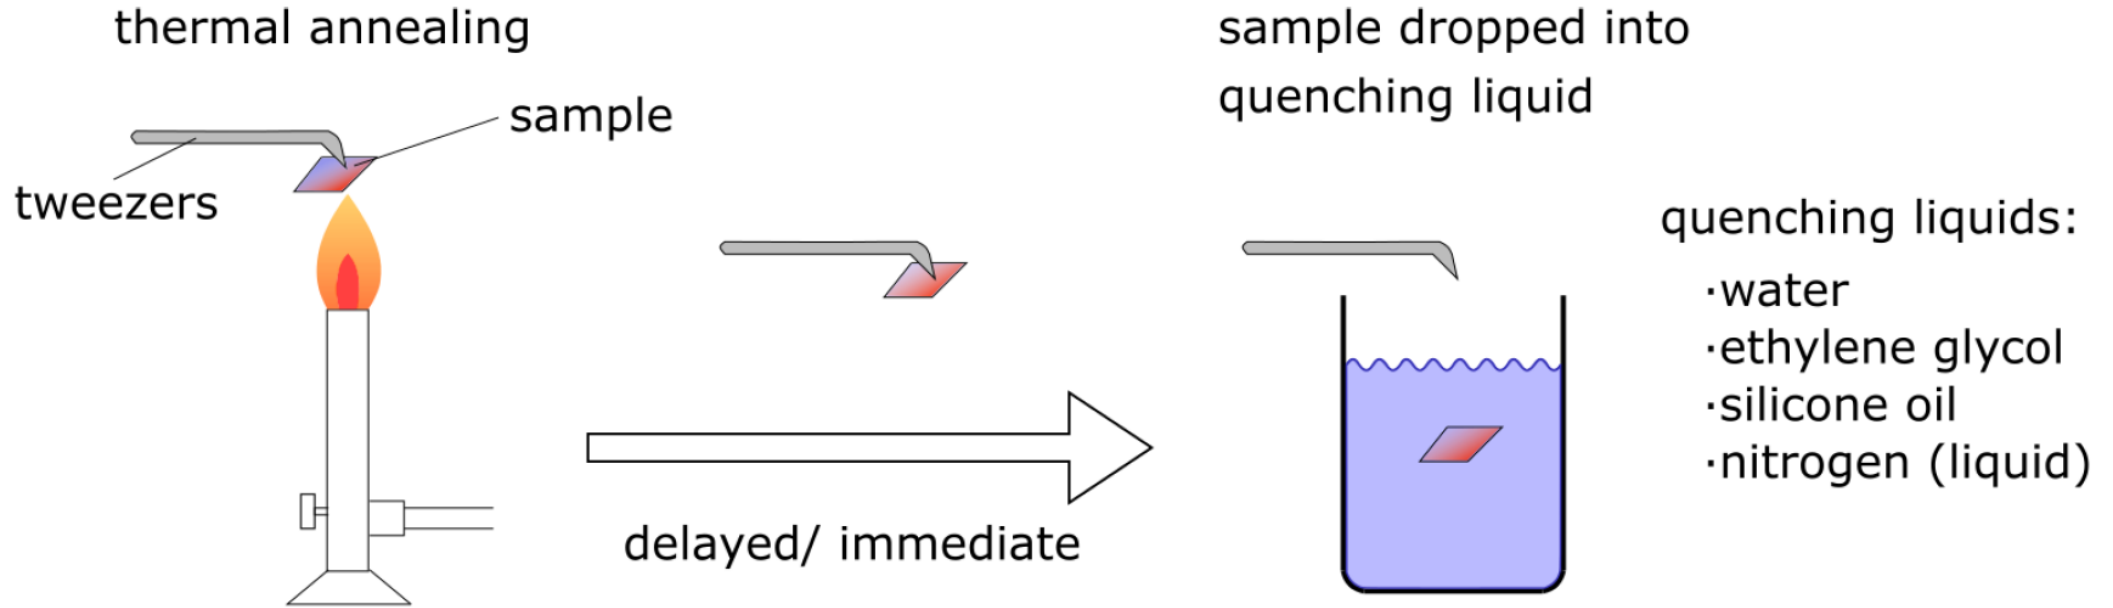 thermal annealing
sample
tweezers
delayed/ immediate
sample dropped into
quenching liquid
quenching liquids:
·water
·ethylene glycol
·silicone oil
·nitrogen (liquid)